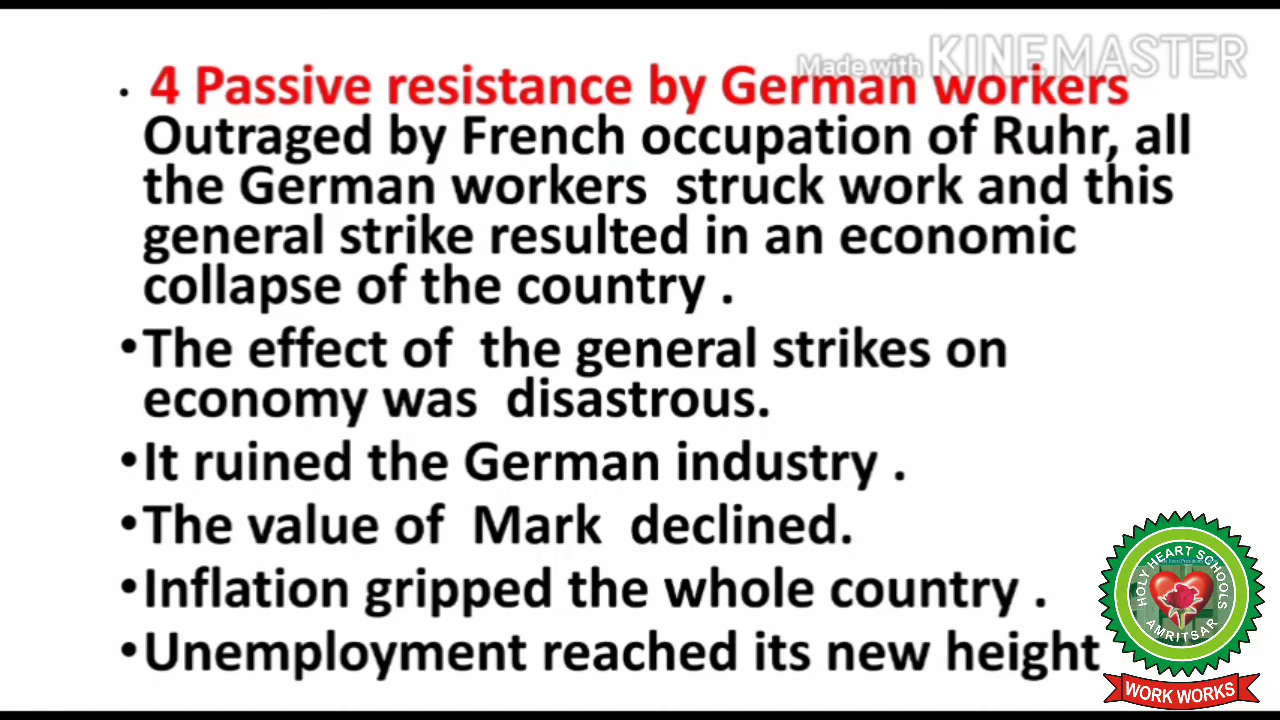 Made with KINEMASTER
• 4 Passive resistance by German workers
Outraged by French occupation of Ruhr, all
the German workers struck work and this
general strike resulted in an economic
collapse of the country .
•The effect of the general strikes on
economy was disastrous.
•It ruined the German industry .
•The value of Mark declined.
•Inflation gripped the whole country .
•Unemployment reached its new height
HOLY HEART SCHOOLS
AMRITSAR
WORK WORKS